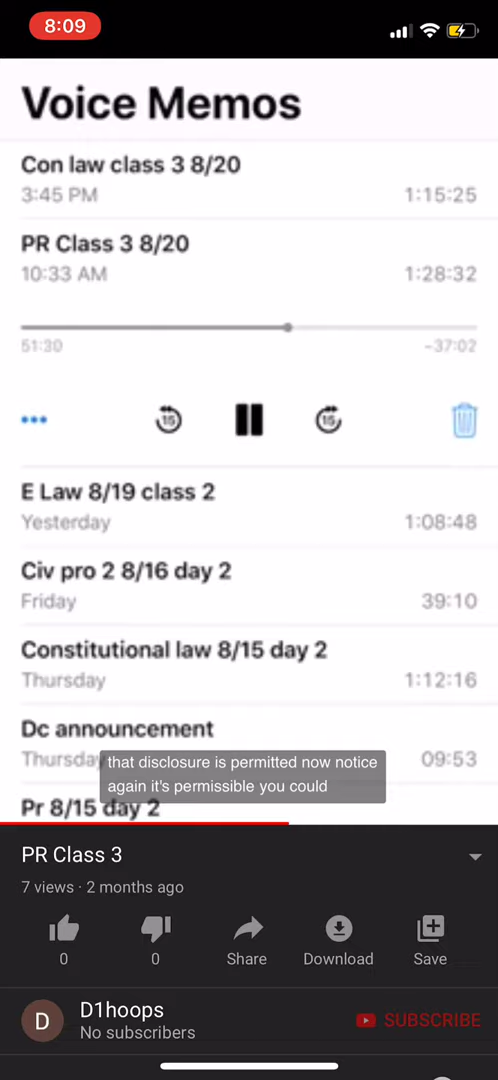 8:09
Voice Memos
Con law class 3 8/20
3:45 PM 1:15:25
PR Class 3 8/20
10:33 AM 1:28:32
51:30 -37:02
15 15
E Law 8/19 class 2
Yesterday 1:08:48
Civ pro 2 8/16 day 2
Friday 39:10
Constitutional law 8/15 day 2
Thursday 1:12:16
Dc announcement
Thursday 09:53
that disclosure is permitted now notice
again it's permissible you could
Pr 8/15 day 2
PR Class 3
7 views · 2 months ago
0 0 Share Download Save
D D1hoops
No subscribers
SUBSCRIBE